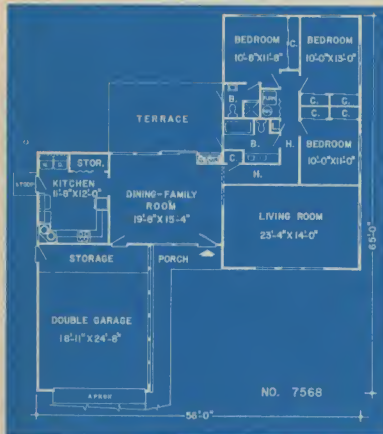 BEDROOM
10'-8"X11'-8"
C.
BEDROOM
10'-0"X13'-0"
B.
TERRACE
C.
C.
C.
C.
H.
B.
BEDROOM
10'-0"X11'-0"
STOR.
C.
H.
KITCHEN
11'-8"X12'-0"
DINING-FAMILY
ROOM
19'-8"X15'-4"
LIVING ROOM
23'-4"X14'-0"
STORAGE
PORCH
65'-0"
DOUBLE GARAGE
18'-11"X24'-8"
NO. 7568
APRON
56'-0"